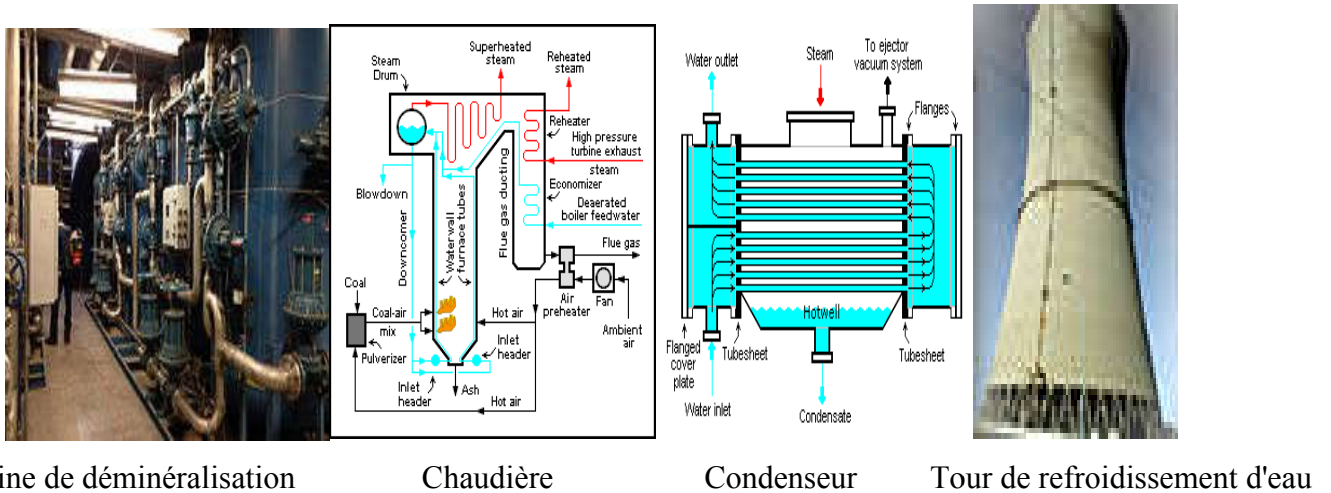 Superheated
steam
Reheated
steam
Steam
Drum
Reheater
High pressure
turbine exhaust
steam
Economizer
Deaerated
boiler feedwater
Blowdown
Downcomer
Waterwall
furnace tubes
Flue gas ducting
Flue gas
Coal
Coal-air
mix
Pulverizer
Hot air
Air
preheater
Fan
Ambient
air
Inlet
header
Inlet
header
Ash
Hot air
Water outlet
Steam
To ejector
vacuum system
Flanges
Hotwell
Flanged
cover
plate
Tubesheet
Tubesheet
Water inlet
Condensate
ine de déminéralisation
Chaudière
Condenseur
Tour de refroidissement d'eau